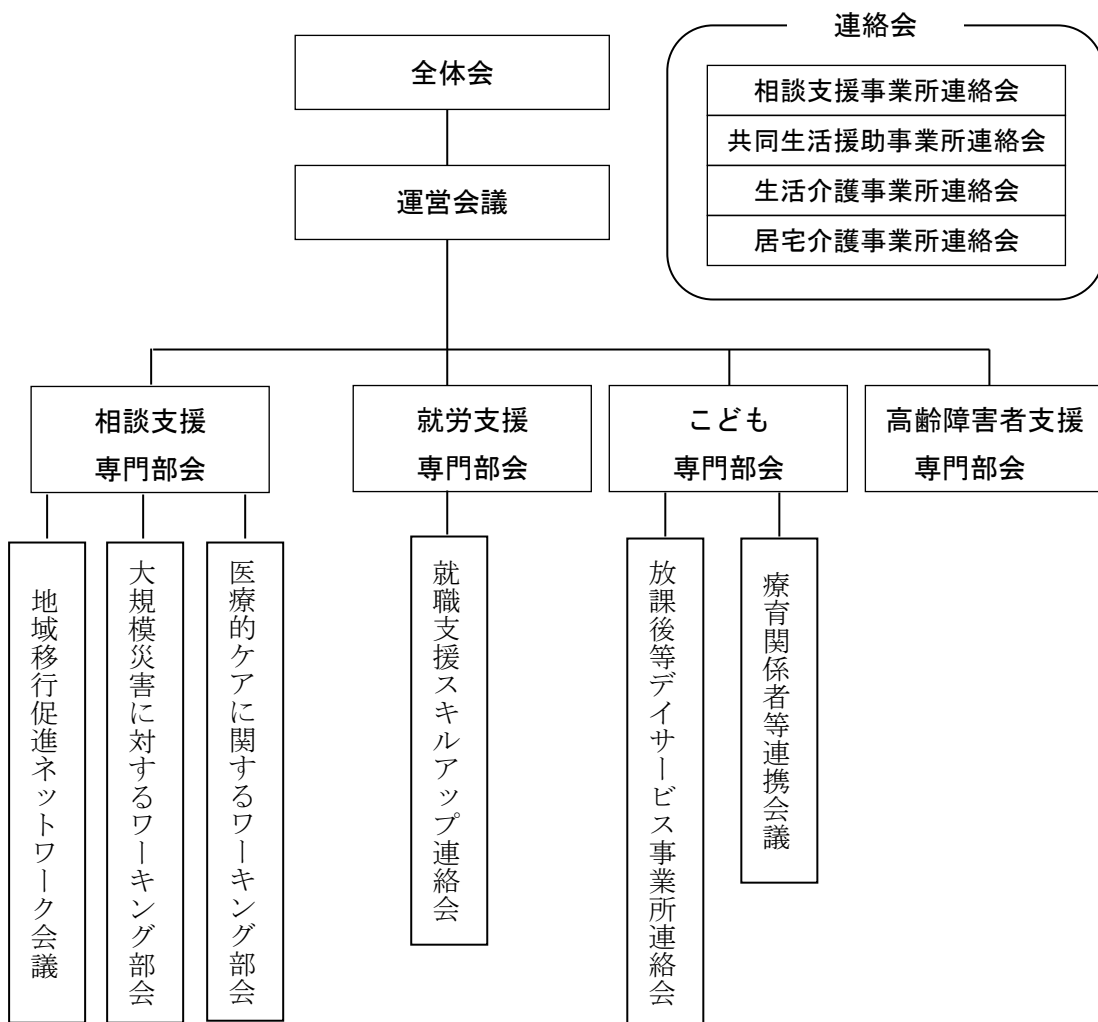 連絡会
全体会
相談支援事業所連絡会
共同生活援助事業所連絡会
運営会議
生活介護事業所連絡会
居宅介護事業所連絡会
相談支援
専門部会
就労支援
専門部会
こども
専門部会
高齢障害者支援
専門部会
地域移行促進ネットワーク会議
大規模災害に対するワーキング部会
医療的ケアに関するワーキング部会
就職支援スキルアップ連絡会
放課後等デイサービス事業所連絡会
療育関係者等連携会議